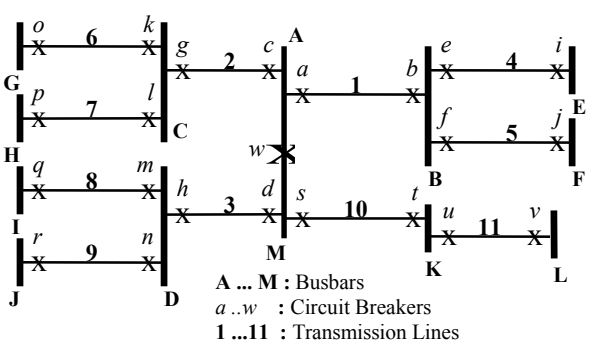 o 6 k
g 2 c
A
a 1 b
e 4 i
G
p 7 l
C
H
E
f 5 j
w
B
F
q 8 m
h 3 d
s 10 t
I
u 11 v
r 9 n
M
K
L
J
D
A ... M : Busbars
a ..w : Circuit Breakers
1 ...11 : Transmission Lines
X X X X X X X X X X X X X X X X X X X X X X X